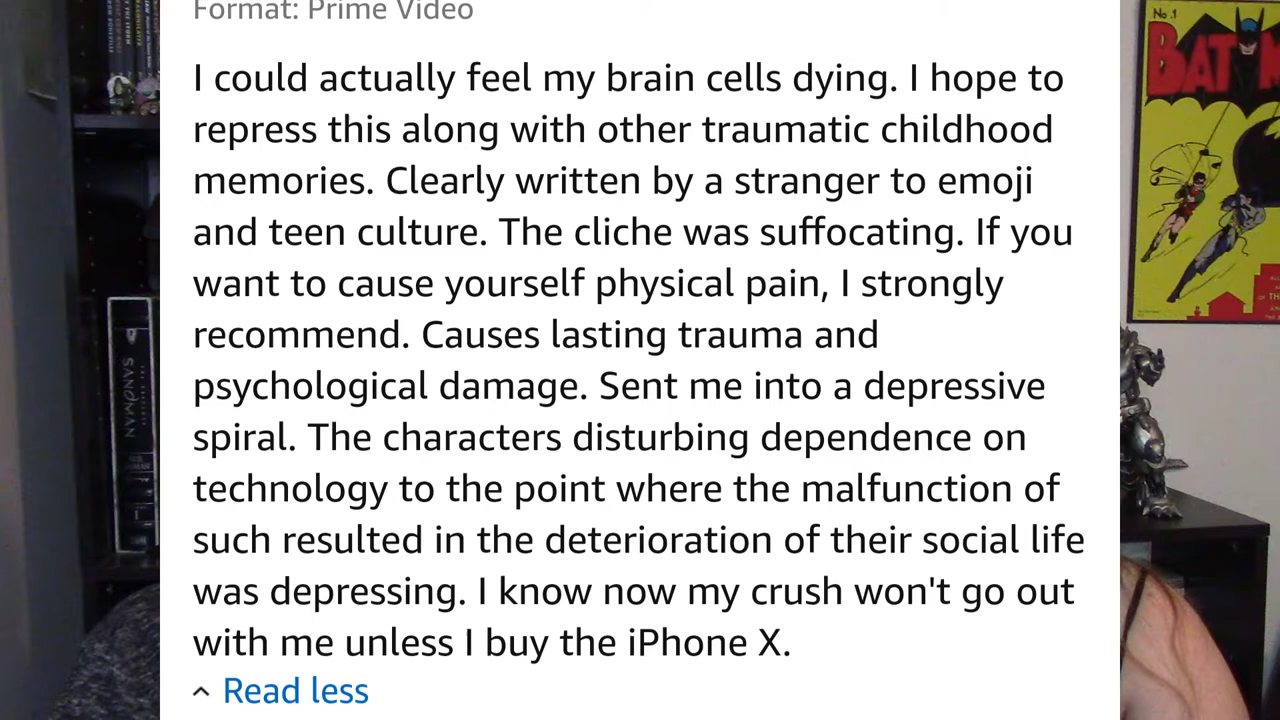 Format: Prime Video
I could actually feel my brain cells dying. I hope to
repress this along with other traumatic childhood
memories. Clearly written by a stranger to emoji
and teen culture. The cliche was suffocating. If you
want to cause yourself physical pain, I strongly
recommend. Causes lasting trauma and
psychological damage. Sent me into a depressive
spiral. The characters disturbing dependence on
technology to the point where the malfunction of
such resulted in the deterioration of their social life
was depressing. I know now my crush won't go out
with me unless I buy the iPhone X.
Read less
No.1
BAT
SANDMAN